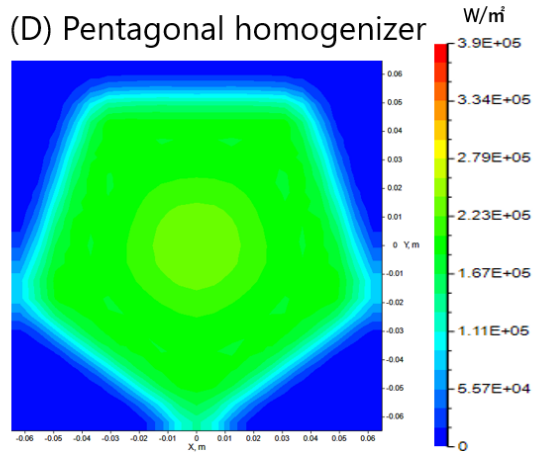 (D) Pentagonal homogenizer
W/㎡
3.9E+05
3.34E+05
2.79E+05
2.23E+05
1.67E+05
1.11E+05
5.57E+04
0
0.06
0.05
0.04
0.03
0.02
0.01
0 Y, m
-0.01
-0.02
-0.03
-0.04
-0.05
-0.06
-0.06 -0.05 -0.04 -0.03 -0.02 -0.01 0 0.01 0.02 0.03 0.04 0.05 0.06
X, m